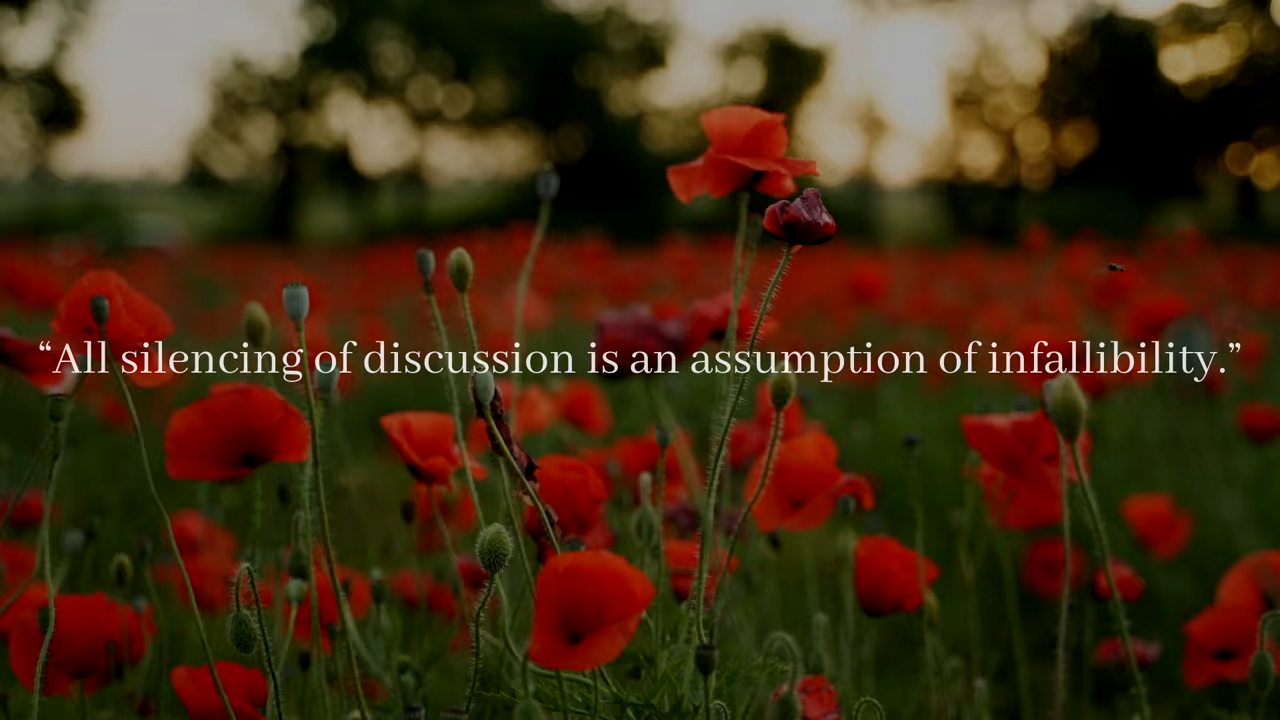 “All silencing of discussion is an assumption of infallibility.”